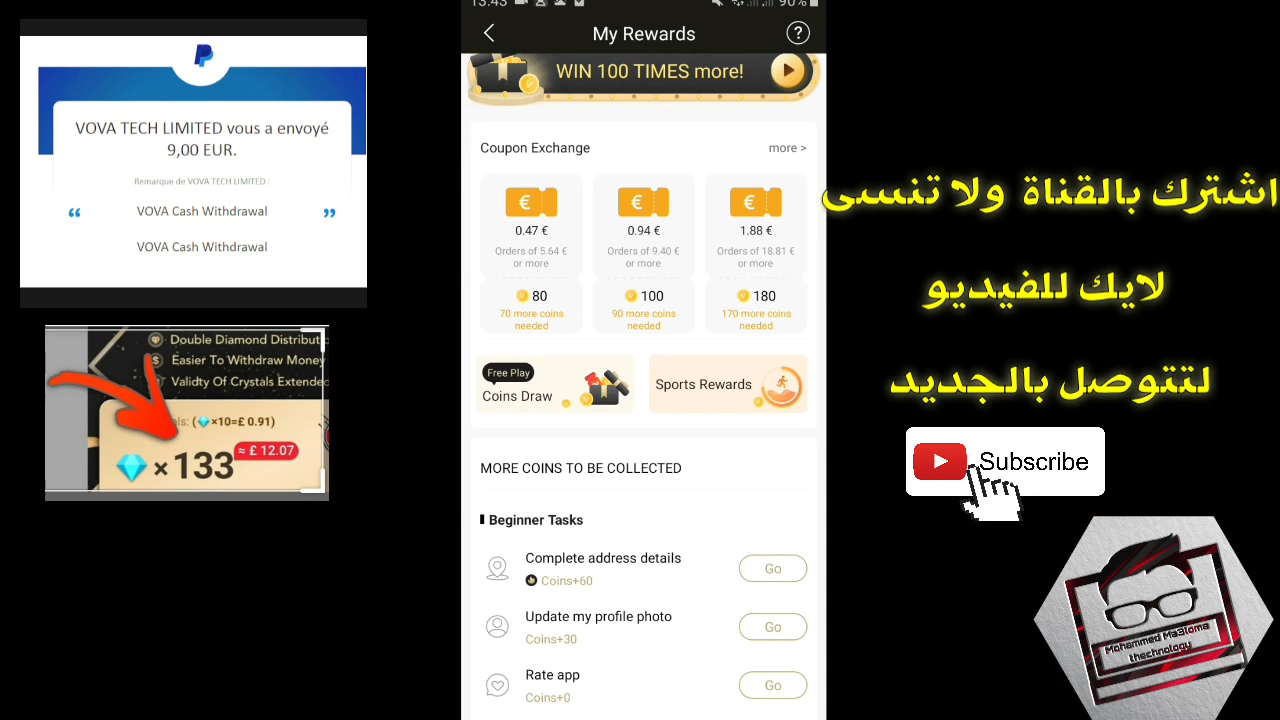 VOVA TECH LIMITED vous a envoyé
9,00 EUR.
Remarque de VOVA TECH LIMITED :
“ VOVA Cash Withdrawal ”
VOVA Cash Withdrawal
Double Diamond Distributi
Easier To Withdraw Money
Validty Of Crystals Extended
als: (💎×10=£ 0.91)
× 133
≈ £ 12.07
13:43
90%
My Rewards
?
WIN 100 TIMES more!
Coupon Exchange
more >
€ € €
0.47 € 0.94 € 1.88 €
Orders of 5.64 € Orders of 9.40 € Orders of 18.81 €
or more or more or more
80 100 180
70 more coins 90 more coins 170 more coins
needed needed needed
Free Play
Coins Draw
Sports Rewards
MORE COINS TO BE COLLECTED
Beginner Tasks
Complete address details
Coins+60
Go
Update my profile photo
Coins+30
Go
Rate app
Coins+0
Go
اشترك بالقناة ولا تنسى
لايك للفيديو
لتتوصل بالجديد
Subscribe
Mohammed Ma3loma
thechnology